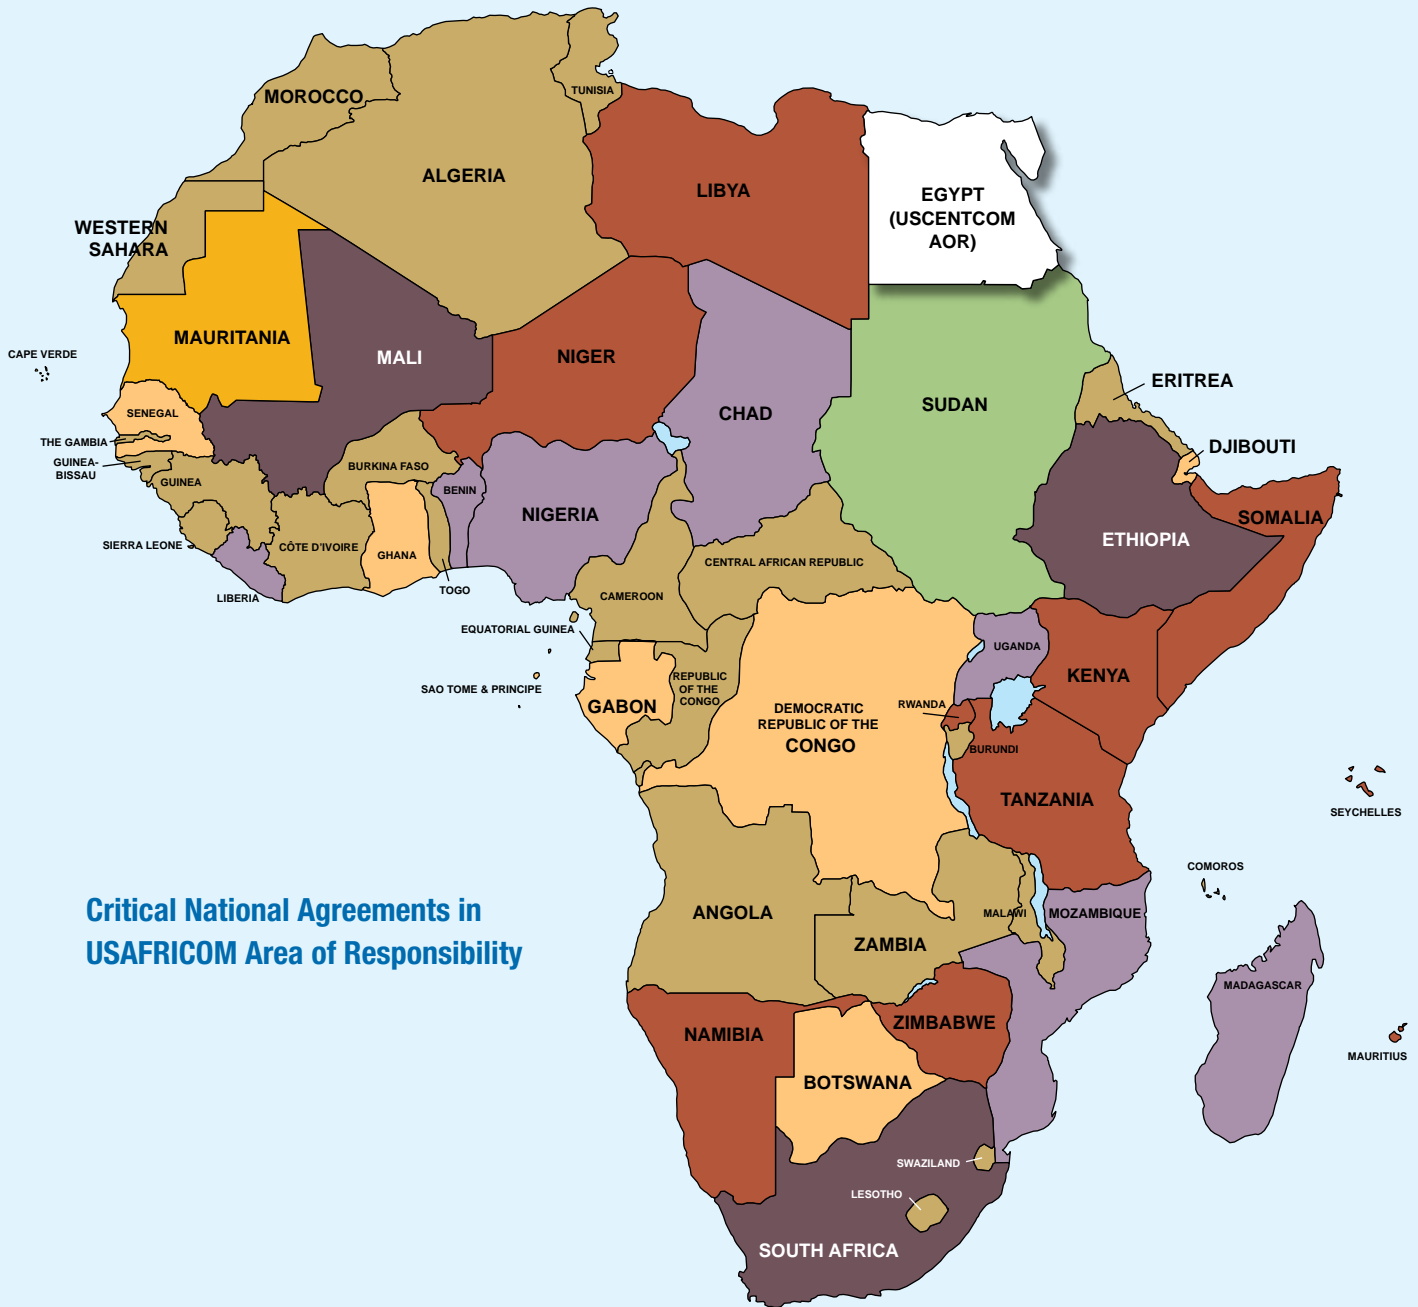 MOROCCO
TUNISIA
ALGERIA
LIBYA
EGYPT
(USCENTCOM
AOR)
WESTERN
SAHARA
MAURITANIA
MALI
NIGER
CHAD
SUDAN
ERITREA
CAPE VERDE
SENEGAL
THE GAMBIA
GUINEA-
BISSAU
GUINEA
BURKINA FASO
BENIN
NIGERIA
DJIBOUTI
SOMALIA
ETHIOPIA
SIERRA LEONE
CÔTE D'IVOIRE
GHANA
TOGO
LIBERIA
CENTRAL AFRICAN REPUBLIC
CAMEROON
EQUATORIAL GUINEA
SAO TOME & PRINCIPE
GABON
REPUBLIC
OF THE
CONGO
DEMOCRATIC
REPUBLIC OF THE
CONGO
UGANDA
KENYA
RWANDA
BURUNDI
TANZANIA
SEYCHELLES
COMOROS
ANGOLA
ZAMBIA
MALAWI
MOZAMBIQUE
MADAGASCAR
MAURITIUS
Critical National Agreements in
USAFRICOM Area of Responsibility
NAMIBIA
ZIMBABWE
BOTSWANA
SWAZILAND
LESOTHO
SOUTH AFRICA